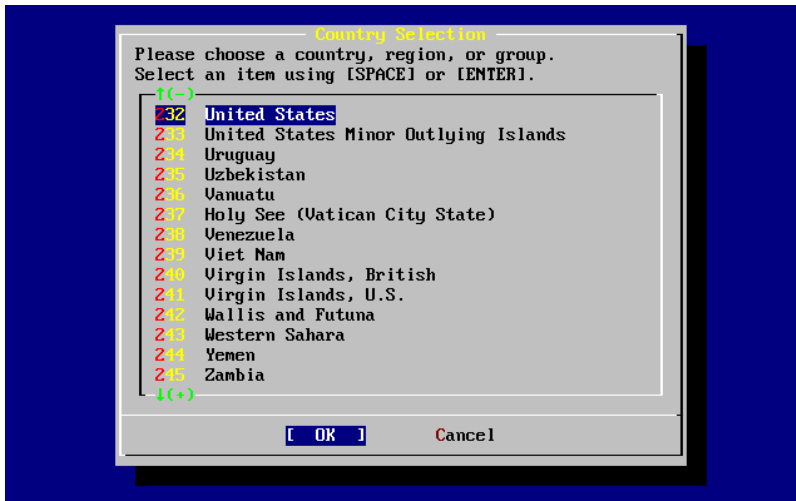 Country Selection
Please choose a country, region, or group.
Select an item using [SPACE] or [ENTER].
↑(-)
232 United States
233 United States Minor Outlying Islands
234 Uruguay
235 Uzbekistan
236 Vanuatu
237 Holy See (Vatican City State)
238 Venezuela
239 Viet Nam
240 Virgin Islands, British
241 Virgin Islands, U.S.
242 Wallis and Futuna
243 Western Sahara
244 Yemen
245 Zambia
↓(+)
[ OK ] Cancel